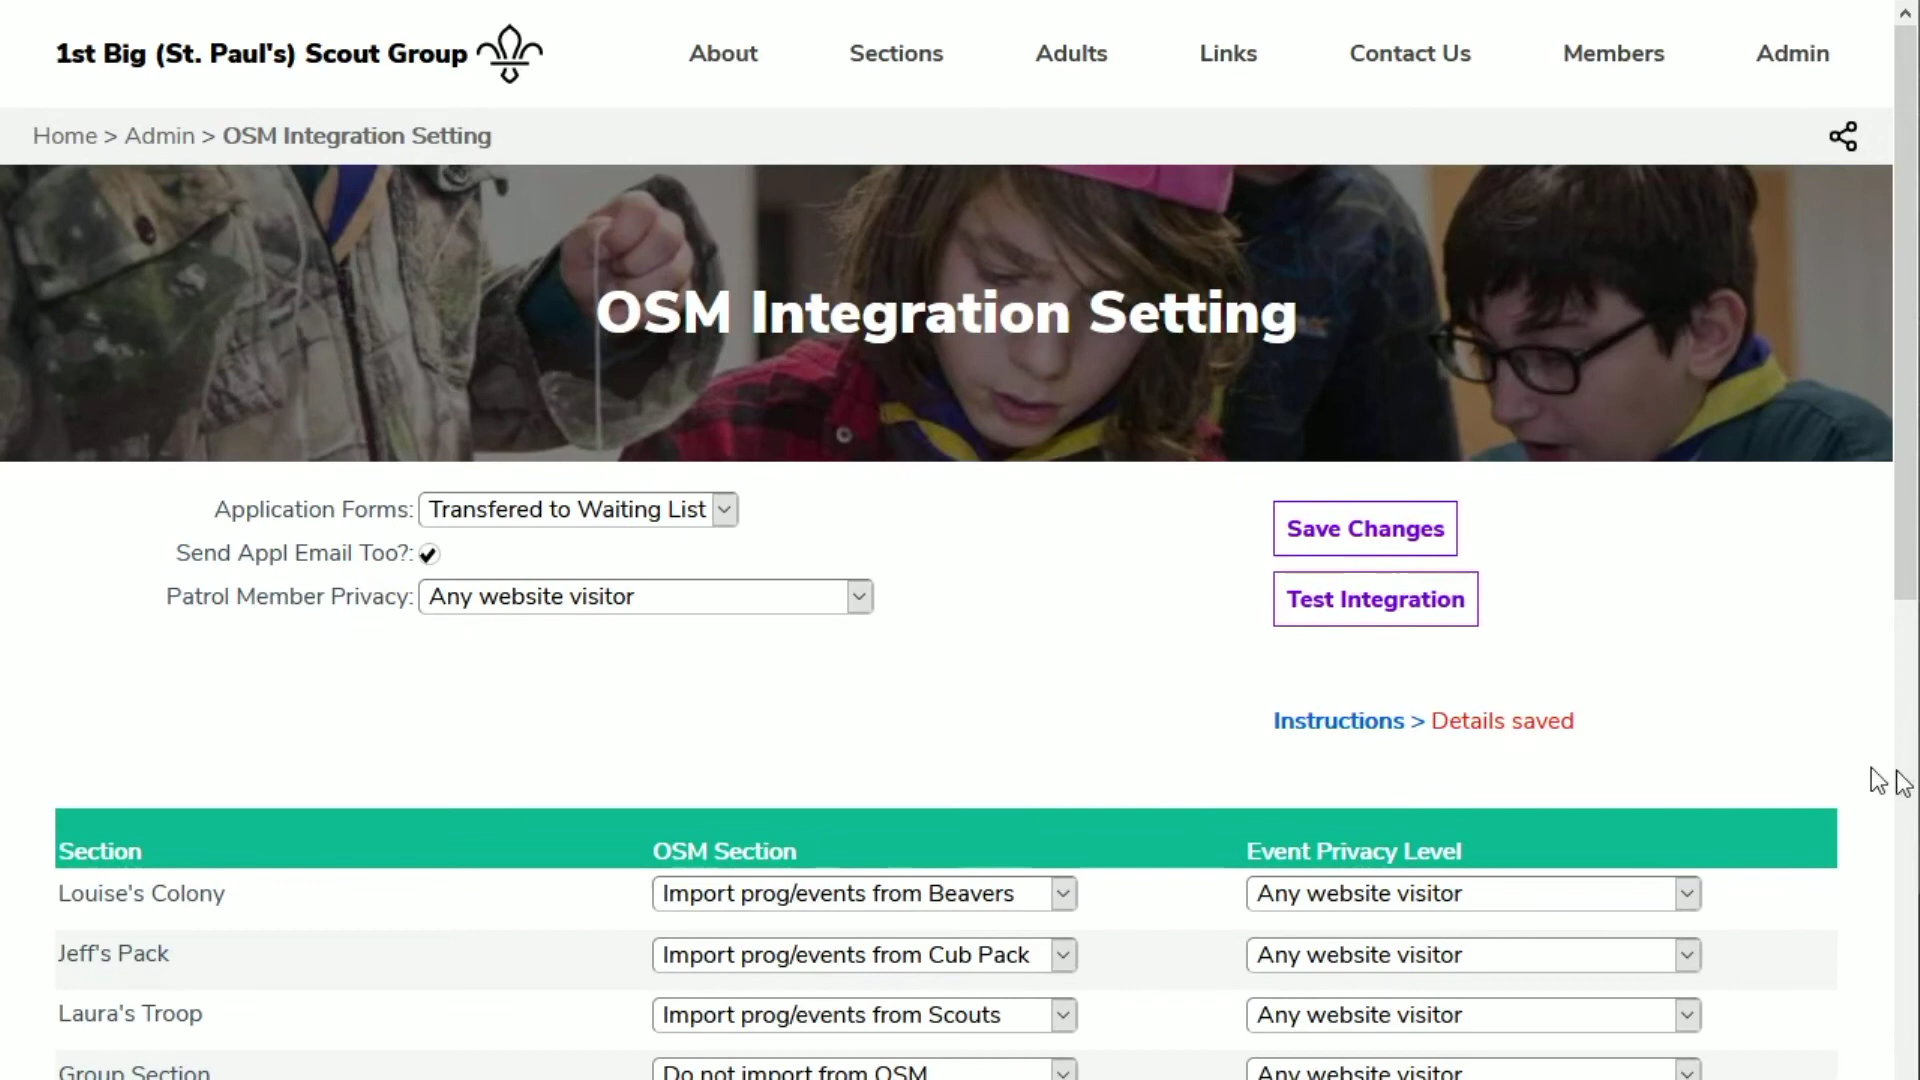 1st Big (St. Paul's) Scout Group
About Sections Adults Links Contact Us Members Admin
Home > Admin > OSM Integration Setting
OSM Integration Setting
Application Forms: Transfered to Waiting List
Save Changes
Send Appl Email Too?:
Patrol Member Privacy: Any website visitor
Test Integration
Instructions > Details saved
Section OSM Section Event Privacy Level
Louise's Colony Import prog/events from Beavers Any website visitor
Jeff's Pack Import prog/events from Cub Pack Any website visitor
Laura's Troop Import prog/events from Scouts Any website visitor
Group Section Do not import from OSM Any website visitor